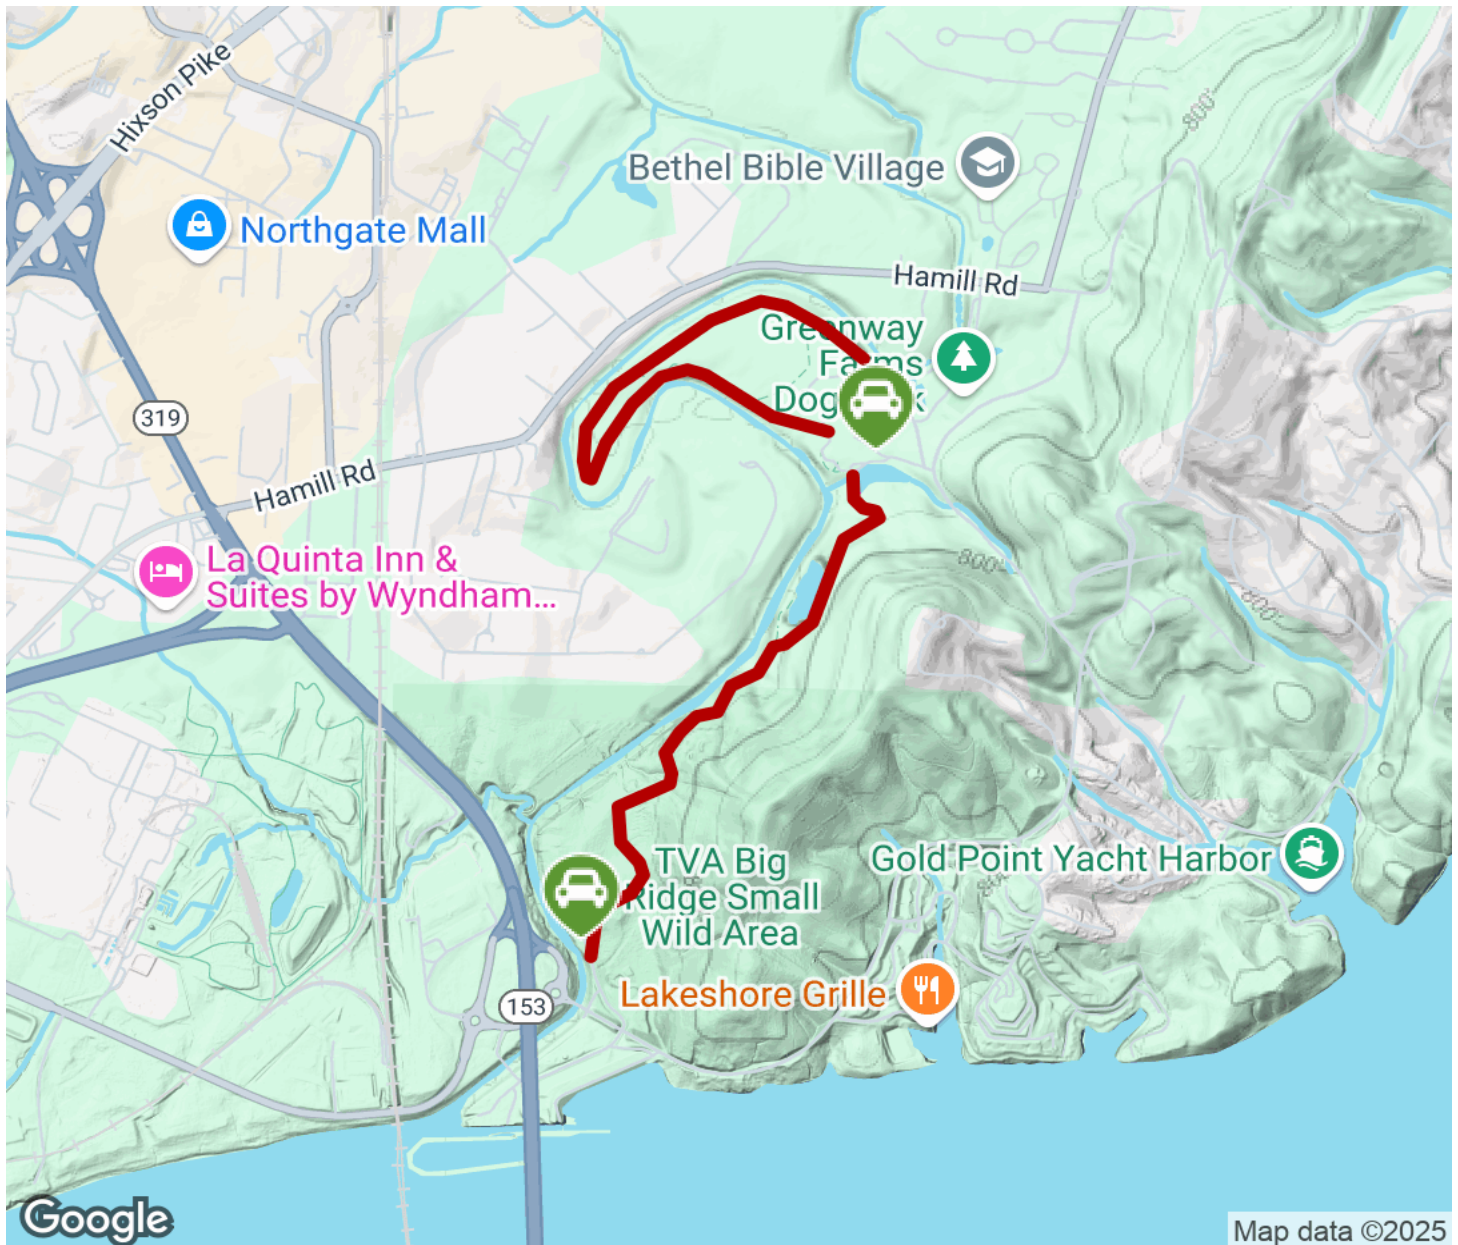 Hixson Pike
800'
Bethel Bible Village
Northgate Mall
Hamill Rd
Greenway
Farms
Dog
319
Hamill Rd
800'
La Quinta Inn &
Suites by Wyndham...
800'
TVA Big
Ridge Small
Wild Area
Gold Point Yacht Harbor
Lakeshore Grille
153
Google
Map data ©2025